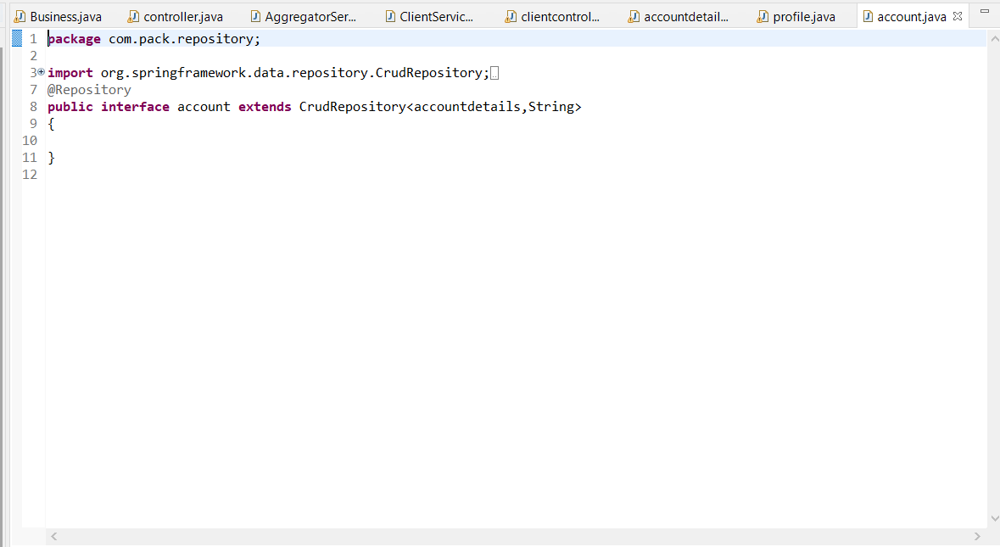 Business.java controller.java AggregatorSer... ClientServic... clientcontrol... accountdetail... profile.java account.java
1 package com.pack.repository;
2
3 import org.springframework.data.repository.CrudRepository;
7 @Repository
8 public interface account extends CrudRepository<accountdetails,String>
9 {
10
11 }
12